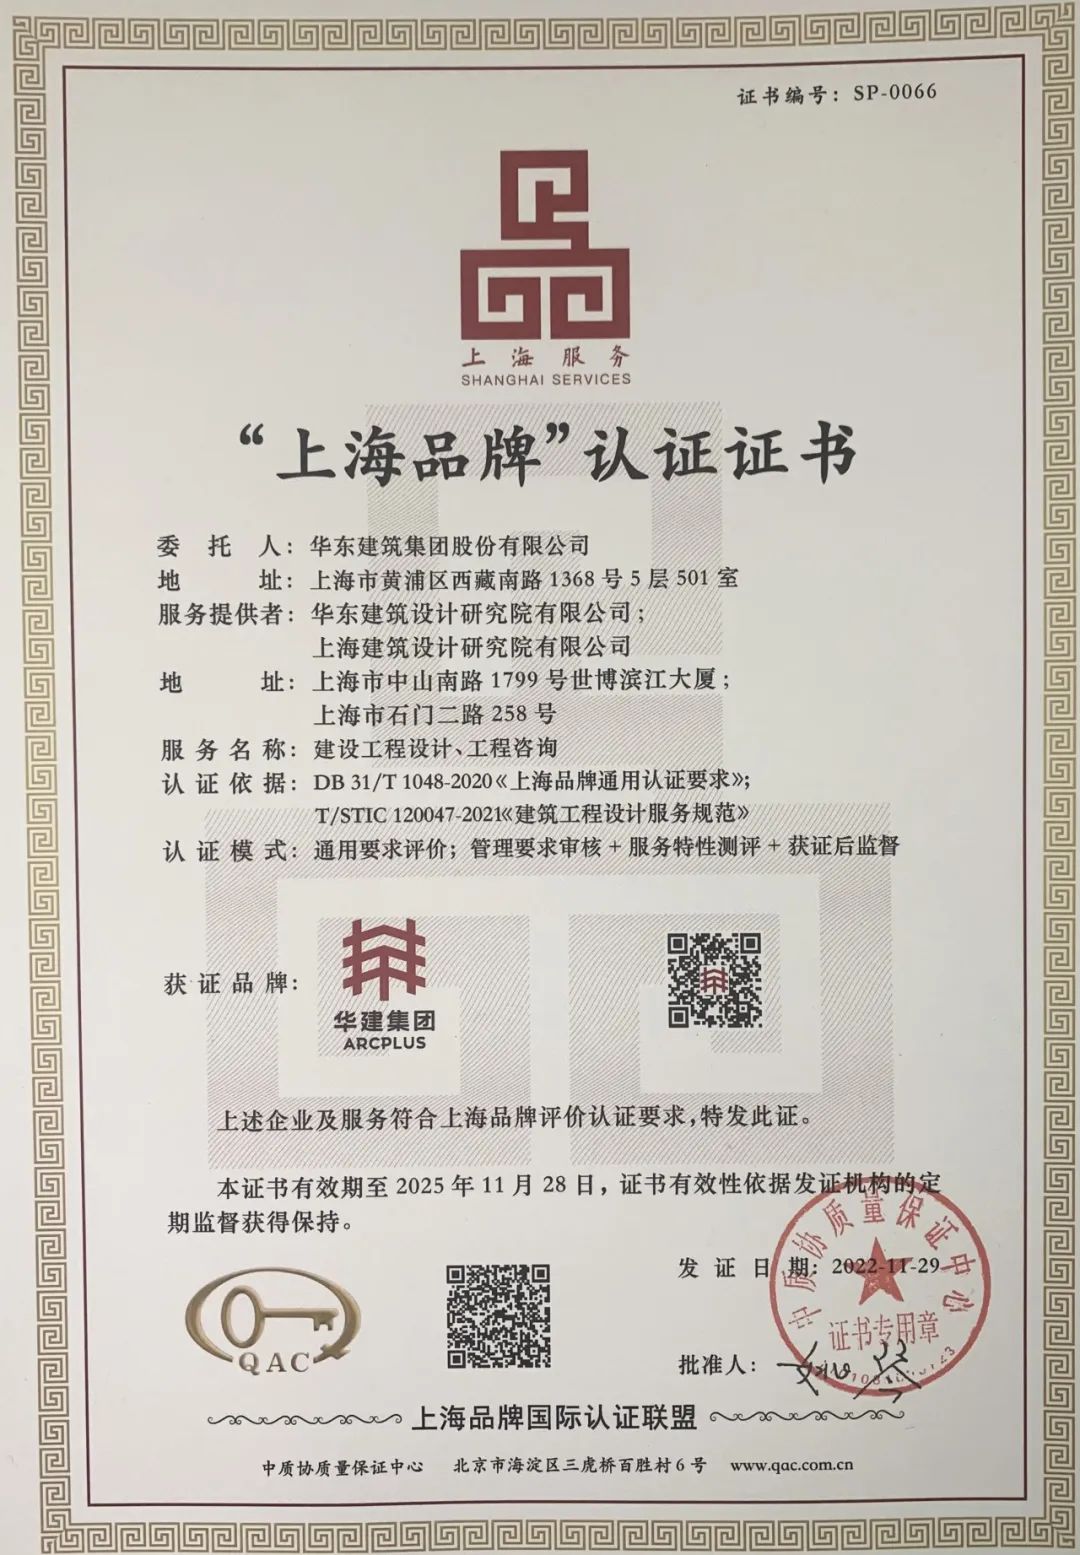 证书编号：SP-0066
上海服务
SHANGHAI SERVICES
“上海品牌”认证证书
委托人：华东建筑集团股份有限公司
地址：上海市黄浦区西藏南路1368号5层501室
服务提供者：华东建筑设计研究院有限公司；
上海建筑设计研究院有限公司
地址：上海市中山南路1799号世博滨江大厦；
上海市石门二路258号
服务名称：建设工程设计、工程咨询
认证依据：DB 31/T 1048-2020《上海品牌通用认证要求》；
T/STIC 120047-2021《建筑工程设计服务规范》
认证模式：通用要求评价；管理要求审核+服务特性测评+获证后监督
获证品牌：
华建集团
ARCPLUS
上述企业及服务符合上海品牌评价认证要求，特发此证。
本证书有效期至2025年11月28日，证书有效性依据发证机构的定
期监督获得保持。
发证日期：2022-11-29
中质协质量保证中心
证书专用章
QAC
批准人：
上海品牌国际认证联盟
中质协质量保证中心 北京市海淀区三虎桥百胜村6号 www.qac.com.cn